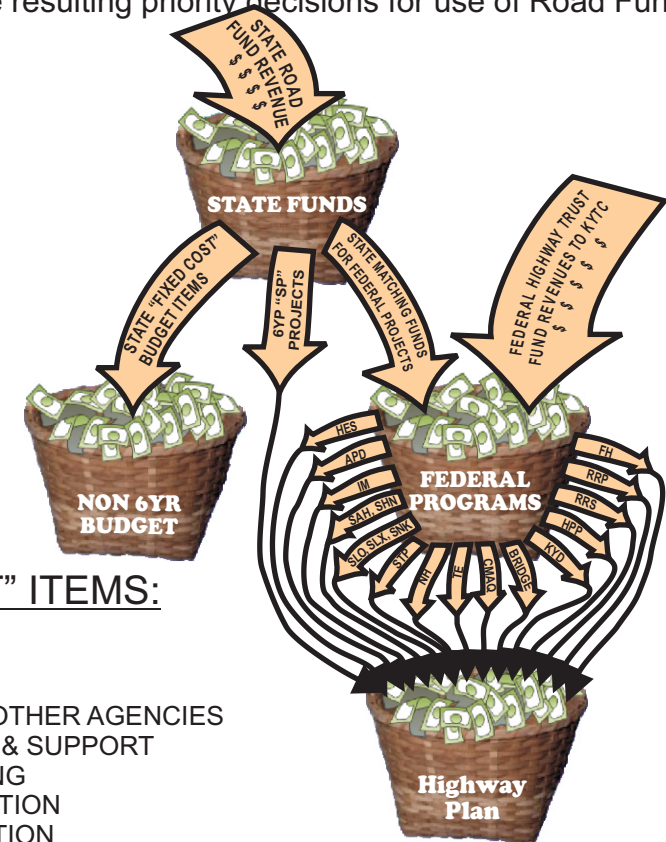 resulting priority decisions for use of Road Fun
STATE ROAD
FUND REVENUE
$ $ $ $
STATE FUNDS
STATE "FIXED COST"
BUDGET ITEMS
6YP "SP"
PROJECTS
STATE MATCHING FUNDS
FOR FEDERAL PROJECTS
FEDERAL HIGHWAY TRUST
FUND REVENUES TO KYTC
$ $ $ $ $
NON 6YR
BUDGET
FEDERAL
PROGRAMS
HES
APD
IM
SAH, SHN
SLO, SLX, SNK
STP
NH
TE
CMAQ
BRIDGE
KYD
HPP
RRS
RRP
FH
T" ITEMS:
OTHER AGENCIES
& SUPPORT
NG
TION
TION
Highway
Plan